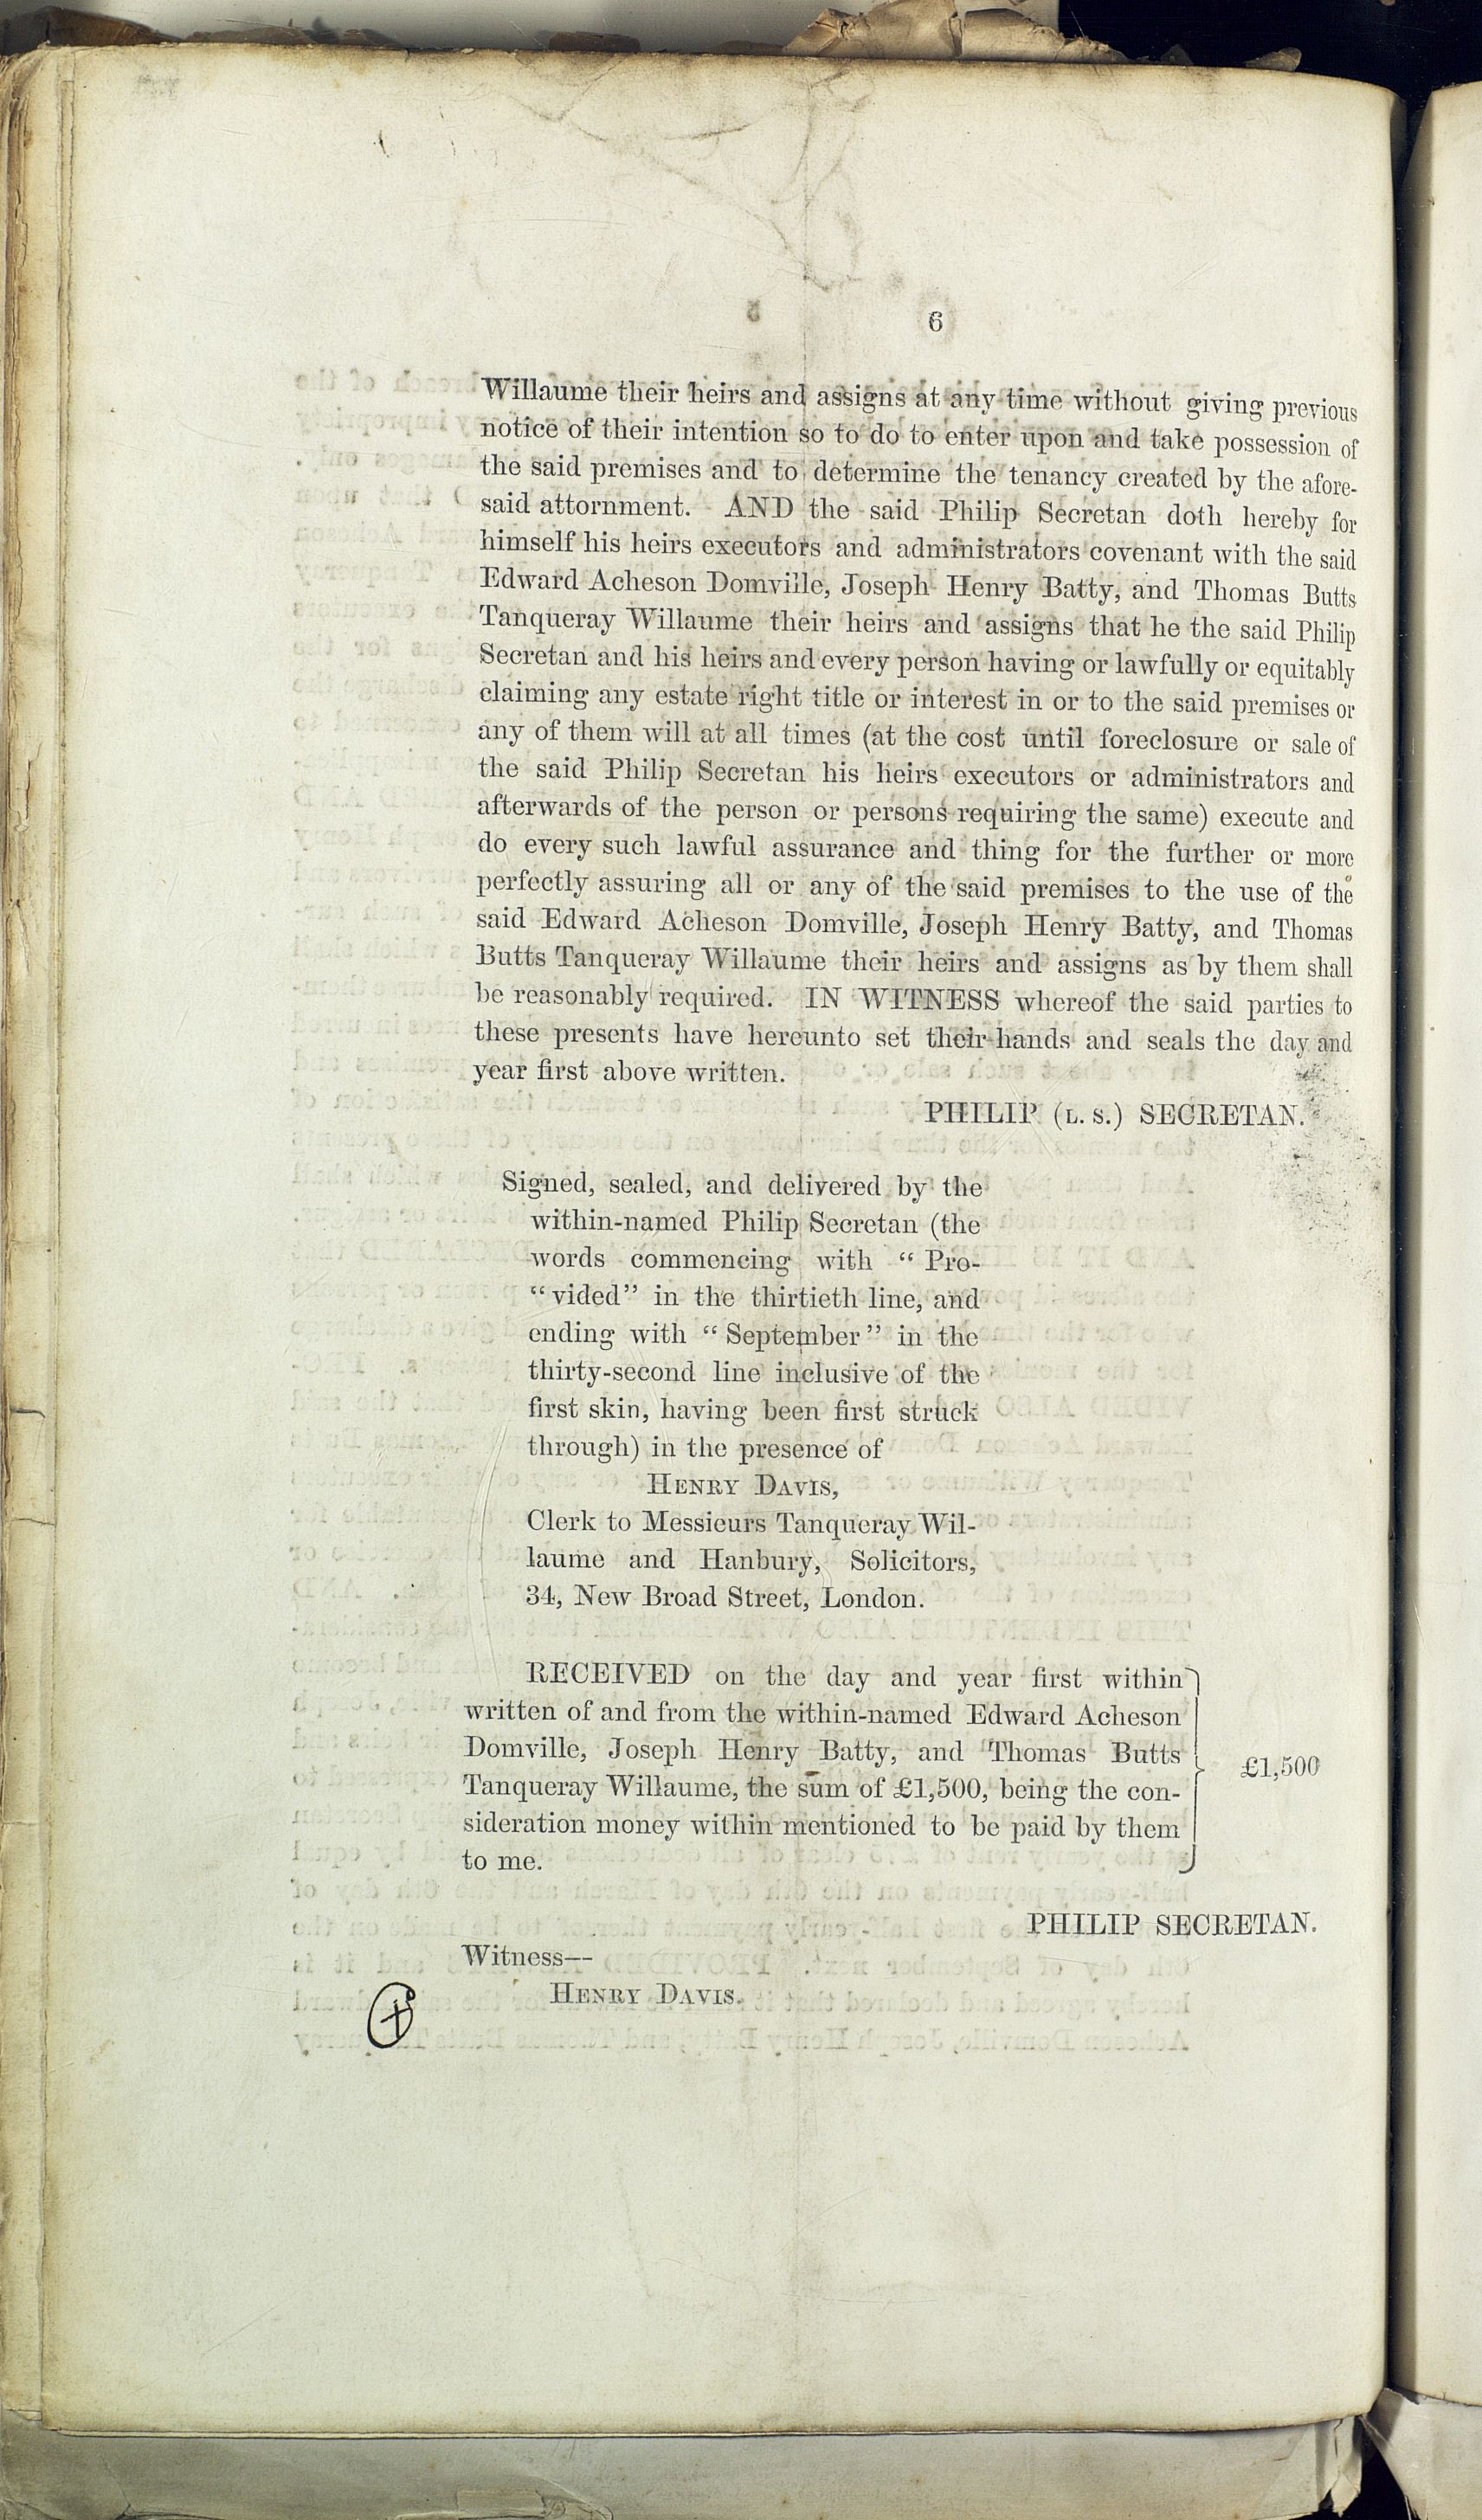 6
Willaume their heirs and assigns at any time without giving previous
notice of their intention so to do to enter upon and take possession of
the said premises and to determine the tenancy created by the afore-
said attornment. AND the said Philip Secretan doth hereby for
himself his heirs executors and administrators covenant with the said
Edward Acheson Domville, Joseph Henry Batty, and Thomas Butts
Tanqueray Willaume their heirs and assigns that he the said Philip
Secretan and his heirs and every person having or lawfully or equitably
claiming any estate right title or interest in or to the said premises or
any of them will at all times (at the cost until foreclosure or sale of
the said Philip Secretan his heirs executors or administrators and
afterwards of the person or persons requiring the same) execute and
do every such lawful assurance and thing for the further or more
perfectly assuring all or any of the said premises to the use of the
said Edward Acheson Domville, Joseph Henry Batty, and Thomas
Butts Tanqueray Willaume their heirs and assigns as by them shall
be reasonably required. IN WITNESS whereof the said parties to
these presents have hereunto set their hands and seals the day and
year first above written.
PHILIP (L. S.) SECRETAN.
Signed, sealed, and delivered by the
within-named Philip Secretan (the
words commencing with “ Pro-
“ vided” in the thirtieth line, and
ending with “ September ” in the
thirty-second line inclusive of the
first skin, having been first struck
through) in the presence of
HENRY DAVIS,
Clerk to Messieurs Tanqueray Wil-
laume and Hanbury, Solicitors,
34, New Broad Street, London.
RECEIVED on the day and year first within
written of and from the within-named Edward Acheson
Domville, Joseph Henry Batty, and Thomas Butts
Tanqueray Willaume, the sum of £1,500, being the con-
sideration money within mentioned to be paid by them
to me.
£1,500
PHILIP SECRETAN.
Witness—
HENRY DAVIS.